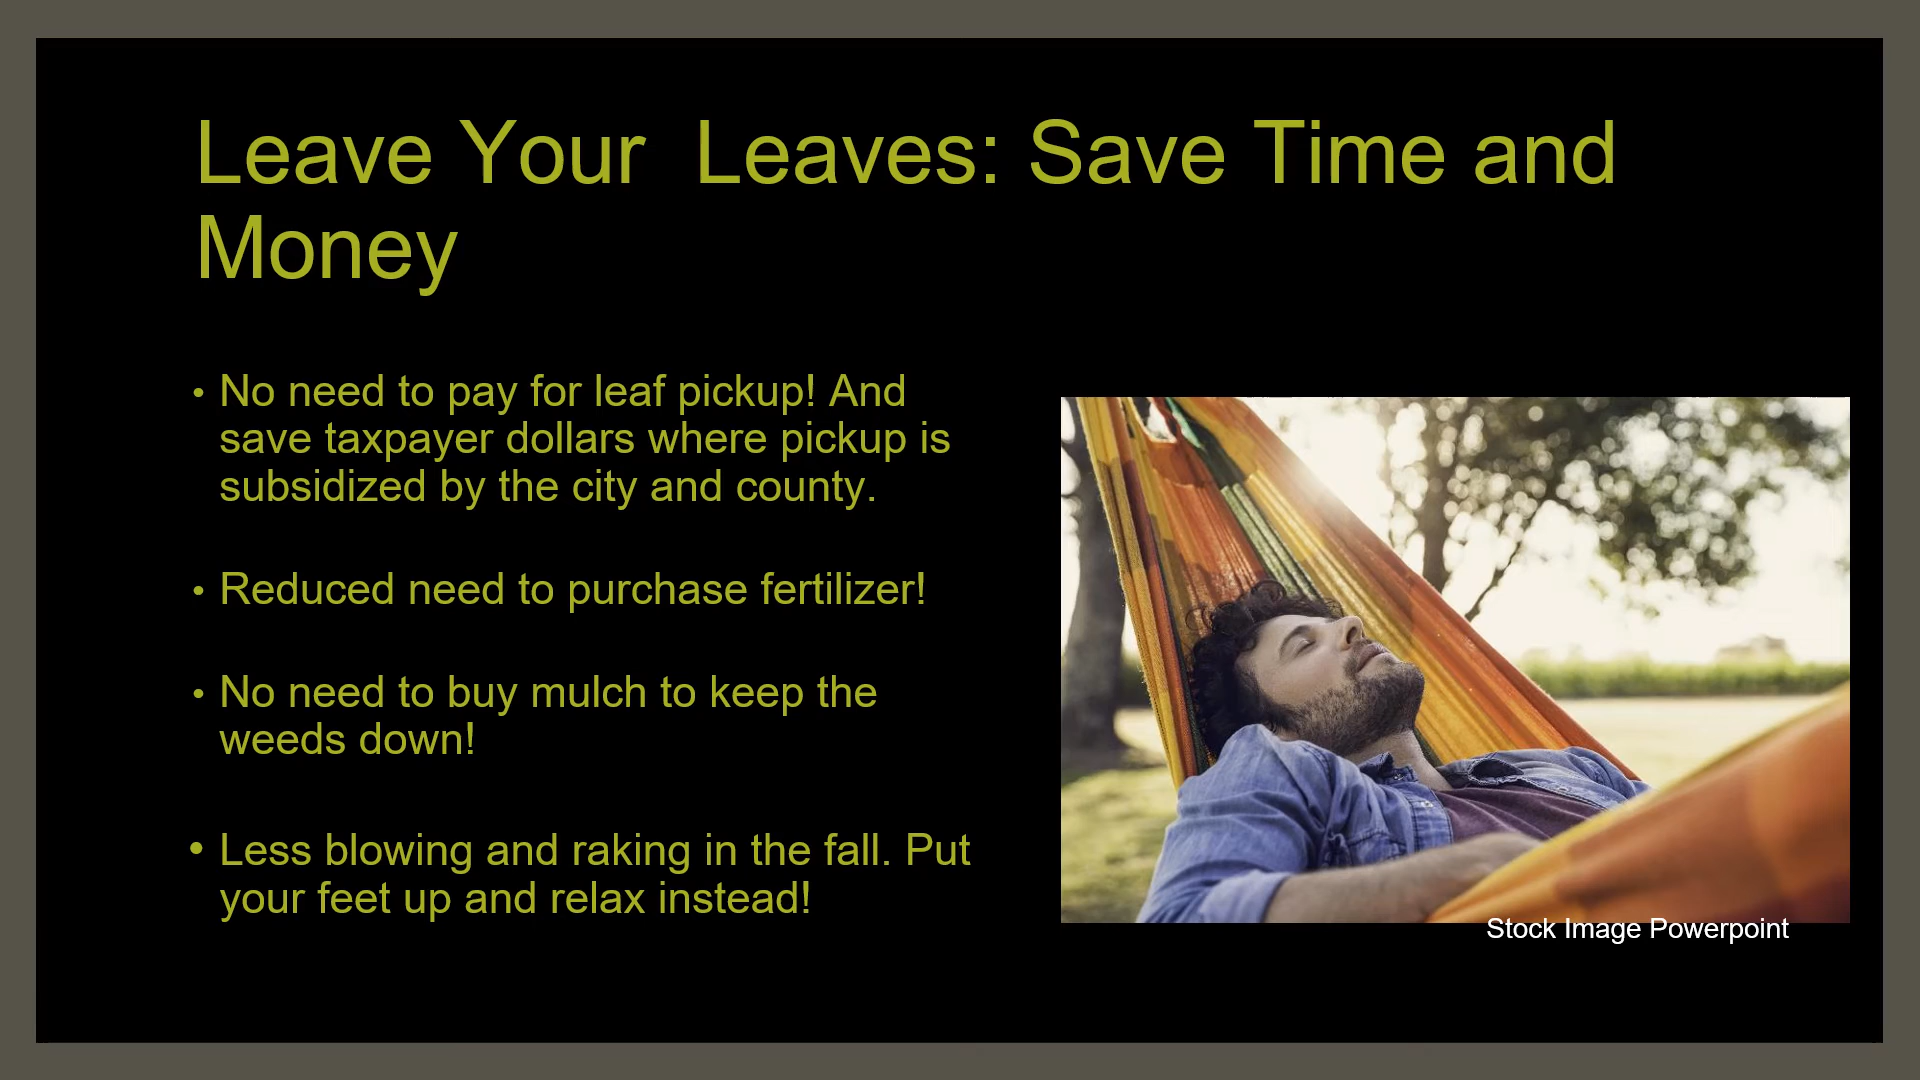 Leave Your  Leaves: Save Time and
Money
• No need to pay for leaf pickup! And
save taxpayer dollars where pickup is
subsidized by the city and county.
• Reduced need to purchase fertilizer!
• No need to buy mulch to keep the
weeds down!
• Less blowing and raking in the fall. Put
your feet up and relax instead!
Stock Image Powerpoint